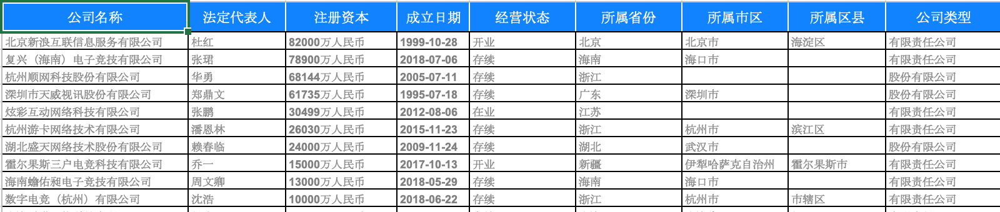 公司名称 法定代表人 注册资本 成立日期 经营状态 所属省份 所属市区 所属区县 公司类型
北京新浪互联信息服务有限公司 杜红 82000万人民币 1999-10-28 开业 北京 北京市 海淀区 有限责任公司
复兴（海南）电子竞技有限公司 张珺 78900万人民币 2018-07-06 存续 海南 海口市 有限责任公司
杭州顺网科技股份有限公司 华勇 68144万人民币 2005-07-11 存续 浙江 股份有限公司
深圳市天威视讯股份有限公司 郑鼎文 61735万人民币 1995-07-18 存续 广东 深圳市 股份有限公司
炫彩互动网络科技有限公司 张鹏 30499万人民币 2012-08-06 在业 江苏 有限责任公司
杭州游卡网络技术有限公司 潘恩林 26030万人民币 2015-11-23 存续 浙江 杭州市 滨江区 有限责任公司
湖北盛天网络技术股份有限公司 赖春临 24000万人民币 2009-11-24 存续 湖北 武汉市 股份有限公司
霍尔果斯三户电竞科技有限公司 乔一 15000万人民币 2017-10-13 开业 新疆 伊犁哈萨克自治州 霍尔果斯市 有限责任公司
海南蟾佑昶电子竞技有限公司 周文卿 13000万人民币 2018-05-29 存续 海南 海口市 有限责任公司
数字电竞（杭州）有限公司 沈浩 10000万人民币 2018-06-22 存续 浙江 杭州市 市辖区 有限责任公司